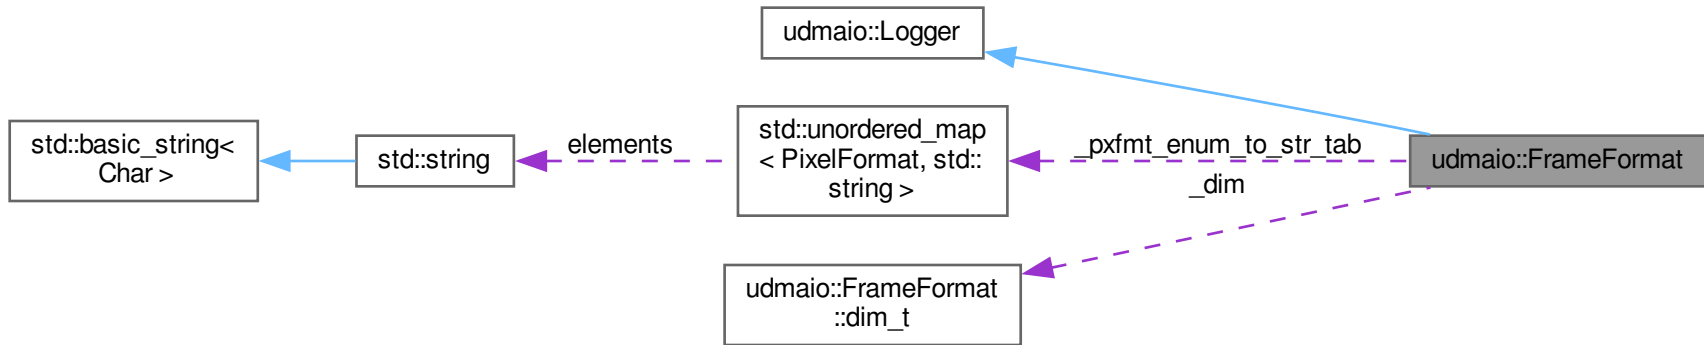 udmaio::Logger
std::basic_string<
Char >
std::string
elements
std::unordered_map
< PixelFormat, std::
string >
_pxfmt_enum_to_str_tab
_dim
udmaio::FrameFormat
udmaio::FrameFormat
::dim_t